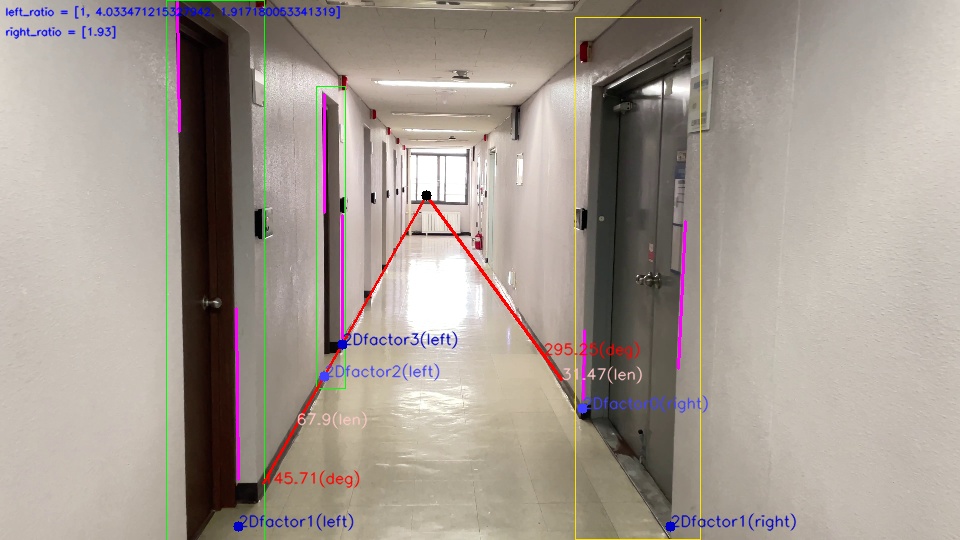 left_ratio = [1, 4.033471215327942, 1.917180053341319]
right_ratio = [1.93]
2Dfactor3(left)
295.25(deg)
2Dfactor2(left)
31.47(len)
2Dfactor0(right)
67.9(len)
45.71(deg)
2Dfactor1(left)
2Dfactor1(right)